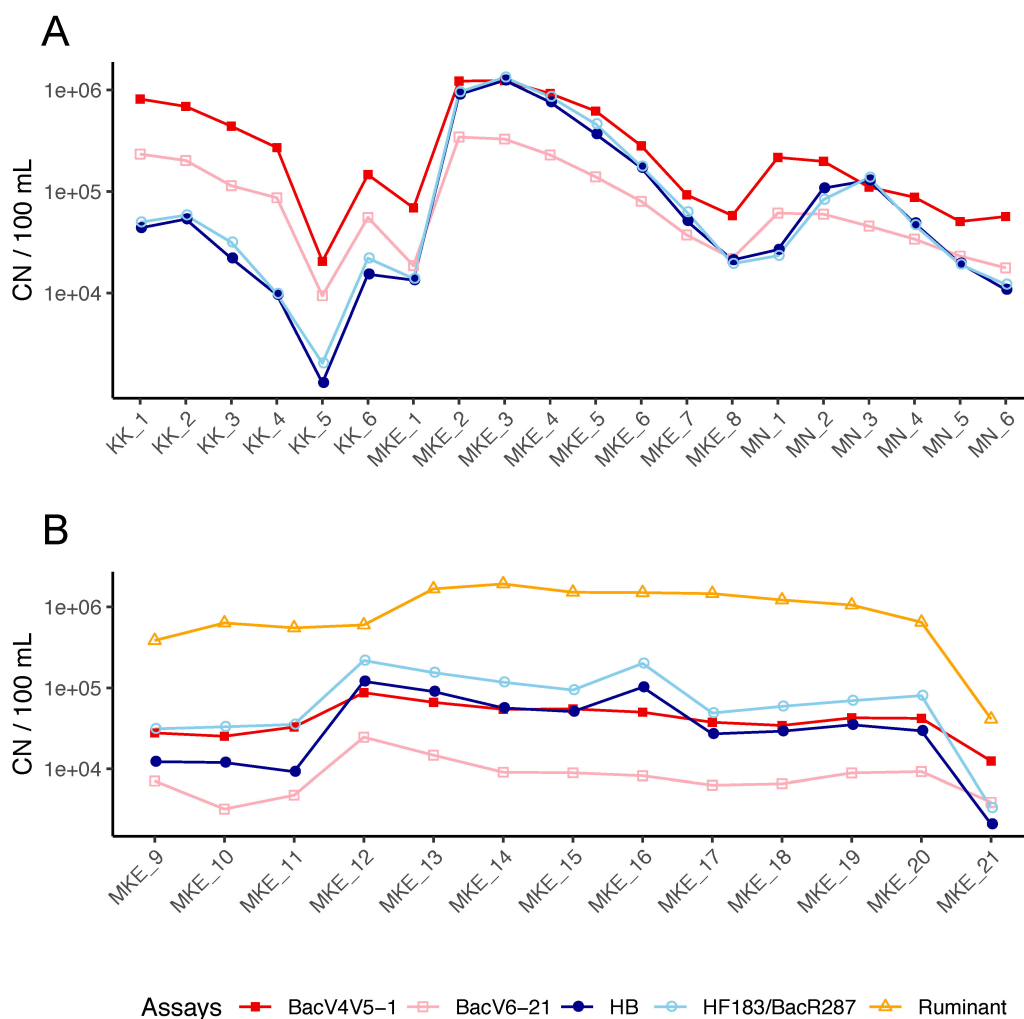 A
CN / 100 mL
1e+06
1e+05
1e+04
KK_1 KK_2 KK_3 KK_4 KK_5 KK_6 MKE_1 MKE_2 MKE_3 MKE_4 MKE_5 MKE_6 MKE_7 MKE_8 MN_1 MN_2 MN_3 MN_4 MN_5 MN_6
B
CN / 100 mL
1e+06
1e+05
1e+04
MKE_9 MKE_10 MKE_11 MKE_12 MKE_13 MKE_14 MKE_15 MKE_16 MKE_17 MKE_18 MKE_19 MKE_20 MKE_21
Assays BacV4V5−1 BacV6−21 HB HF183/BacR287 Ruminant